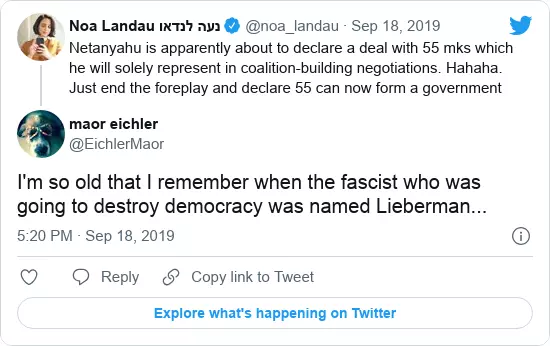 Noa Landau נעה לנדאו @noa_landau · Sep 18, 2019
Netanyahu is apparently about to declare a deal with 55 mks which
he will solely represent in coalition-building negotiations. Hahaha.
Just end the foreplay and declare 55 can now form a government
maor eichler
@EichlerMaor
I'm so old that I remember when the fascist who was
going to destroy democracy was named Lieberman...
5:20 PM · Sep 18, 2019
Reply
Copy link to Tweet
Explore what's happening on Twitter